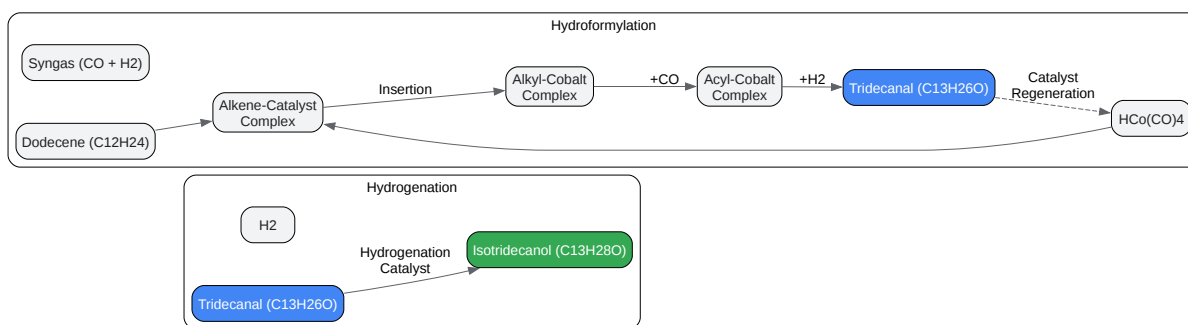 Hydroformylation
Syngas (CO + H2)
Dodecene (C12H24)
Alkene-Catalyst
Complex
Insertion
Alkyl-Cobalt
Complex
+CO
Acyl-Cobalt
Complex
+H2
Tridecanal (C13H26O)
Catalyst
Regeneration
HCo(CO)4
Hydrogenation
H2
Tridecanal (C13H26O)
Hydrogenation
Catalyst
Isotridecanol (C13H28O)